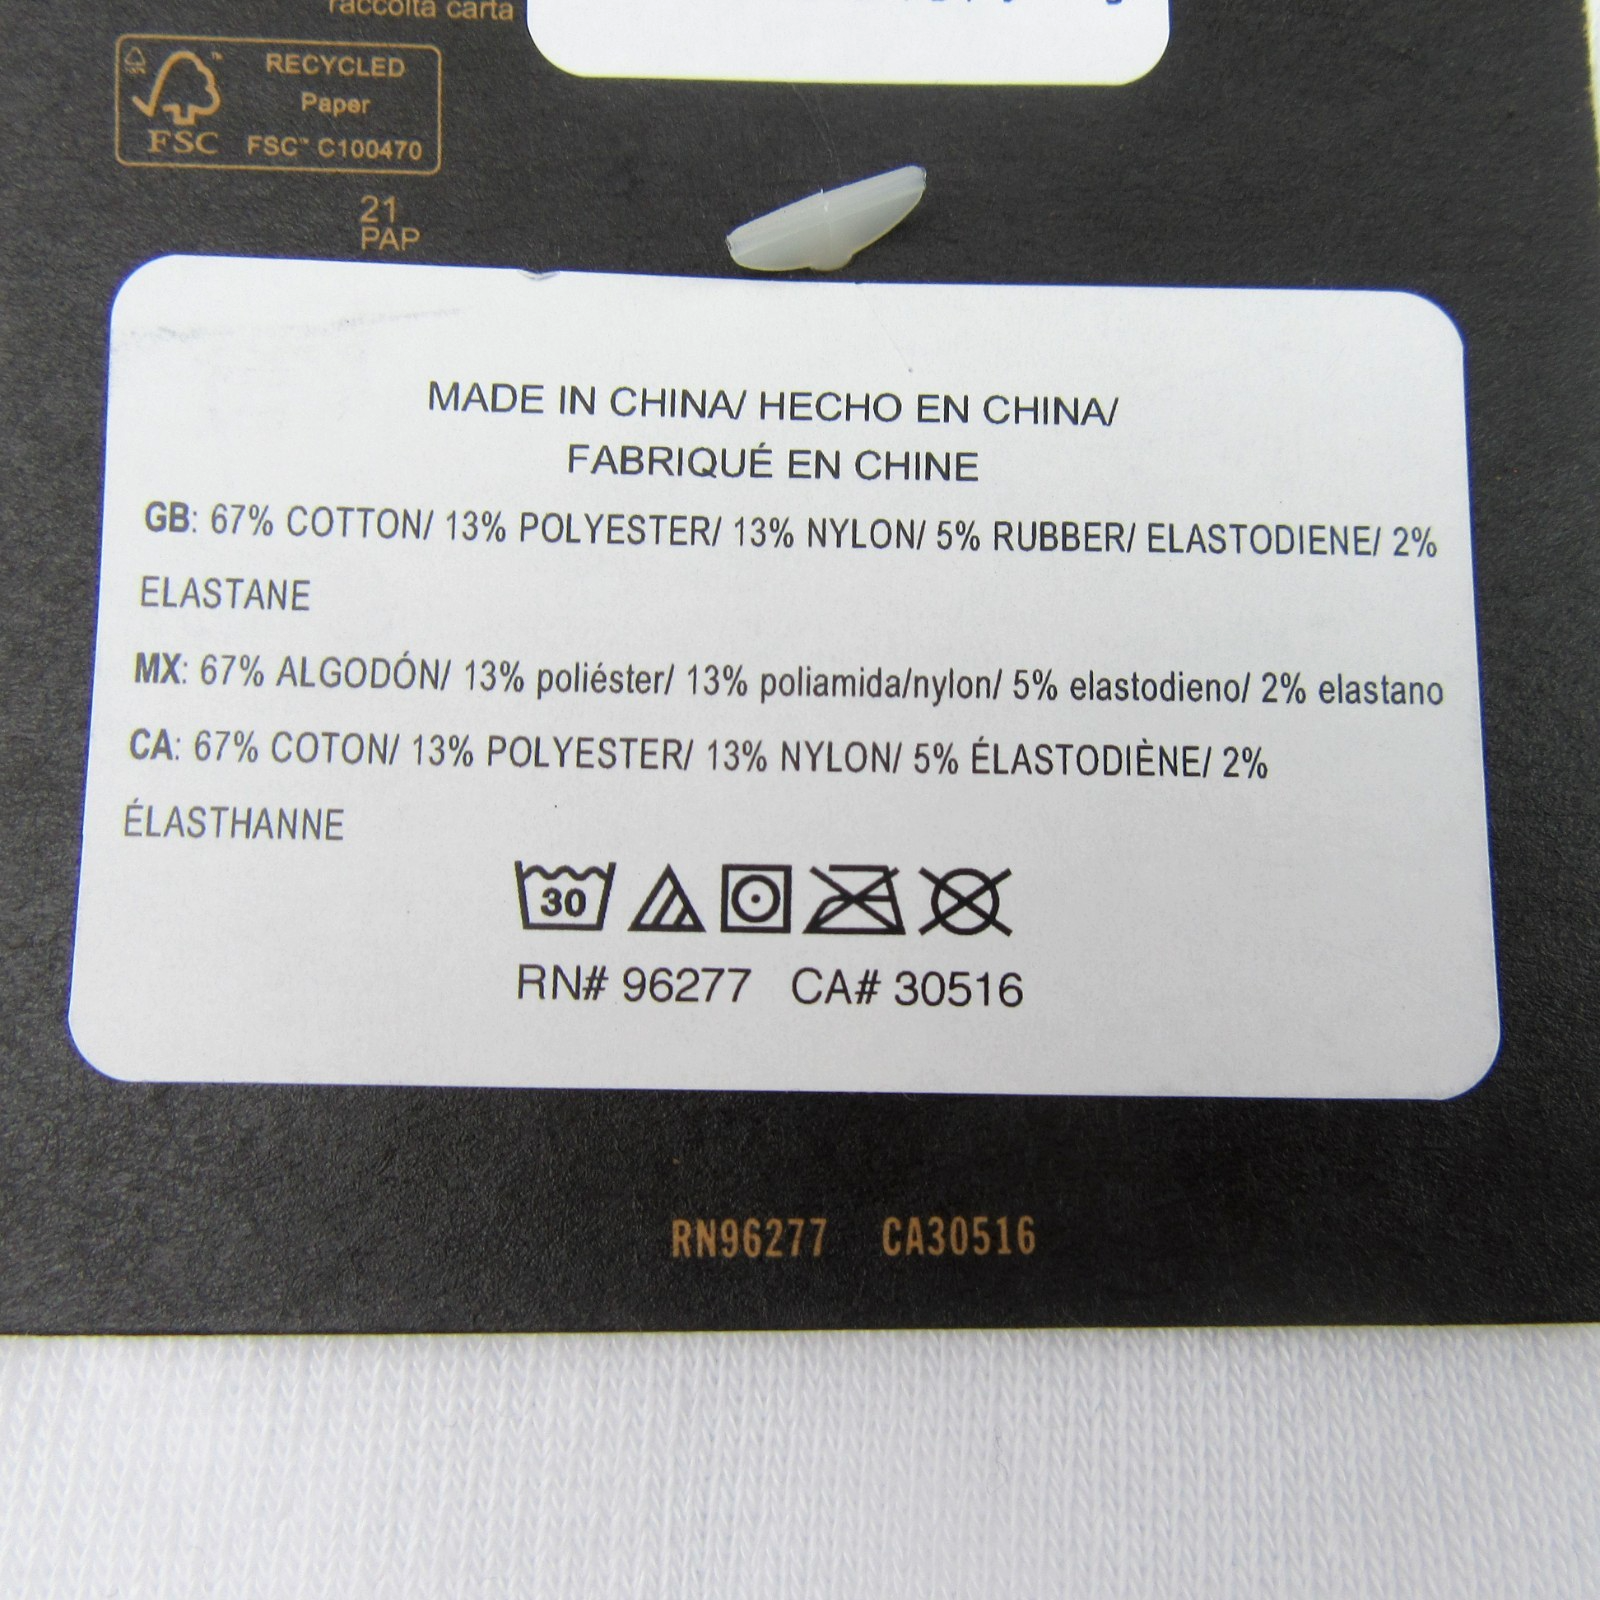 raccolta carta
RECYCLED
Paper
FSC™ C100470
FSC
21
PAP
MADE IN CHINA/ HECHO EN CHINA/
FABRIQUÉ EN CHINE
GB: 67% COTTON/ 13% POLYESTER/ 13% NYLON/ 5% RUBBER/ ELASTODIENE/ 2%
ELASTANE
MX: 67% ALGODÓN/ 13% poliéster/ 13% poliamida/nylon/ 5% elastodieno/ 2% elastano
CA: 67% COTON/ 13% POLYESTER/ 13% NYLON/ 5% ÉLASTODIÈNE/ 2%
ÉLASTHANNE
30
RN# 96277 CA# 30516
RN96277 CA30516